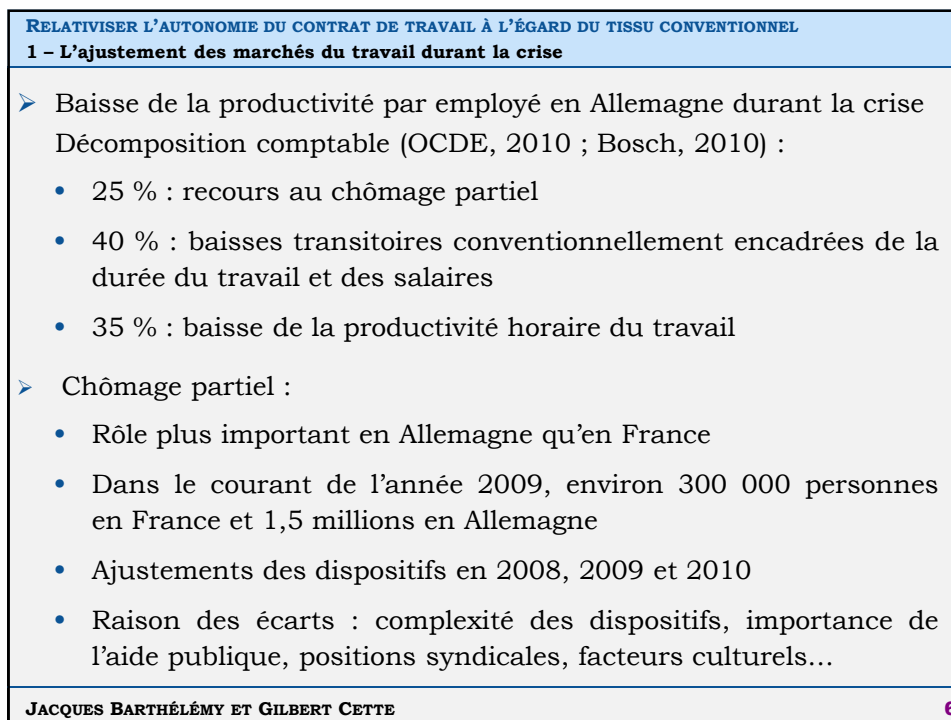 RELATIVISER L'AUTONOMIE DU CONTRAT DE TRAVAIL À L'ÉGARD DU TISSU CONVENTIONNEL
1 – L'ajustement des marchés du travail durant la crise
➢ Baisse de la productivité par employé en Allemagne durant la crise
Décomposition comptable (OCDE, 2010 ; Bosch, 2010) :
• 25 % : recours au chômage partiel
• 40 % : baisses transitoires conventionnellement encadrées de la
durée du travail et des salaires
• 35 % : baisse de la productivité horaire du travail
➢ Chômage partiel :
• Rôle plus important en Allemagne qu'en France
• Dans le courant de l'année 2009, environ 300 000 personnes
en France et 1,5 millions en Allemagne
• Ajustements des dispositifs en 2008, 2009 et 2010
• Raison des écarts : complexité des dispositifs, importance de
l'aide publique, positions syndicales, facteurs culturels…
JACQUES BARTHÉLÉMY ET GILBERT CETTE